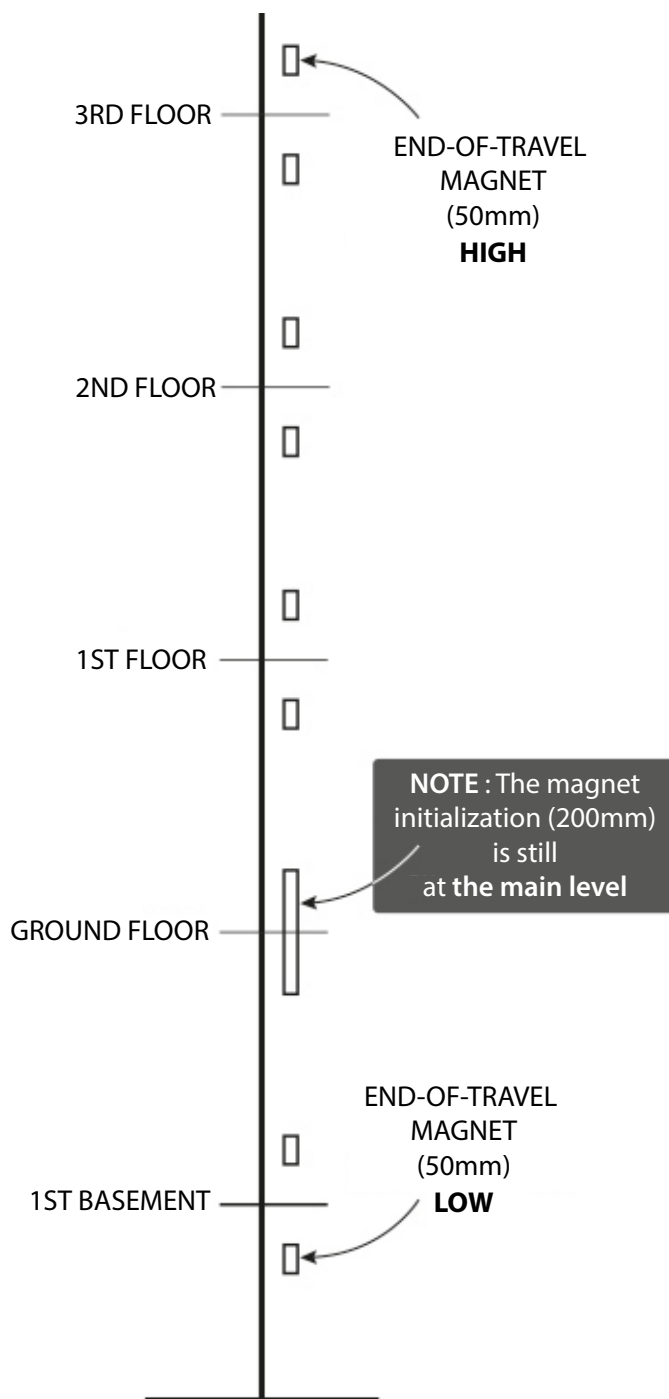 3RD FLOOR
END-OF-TRAVEL
MAGNET
(50mm)
HIGH
2ND FLOOR
1ST FLOOR
NOTE : The magnet
initialization (200mm)
is still
at the main level
GROUND FLOOR
END-OF-TRAVEL
MAGNET
(50mm)
LOW
1ST BASEMENT